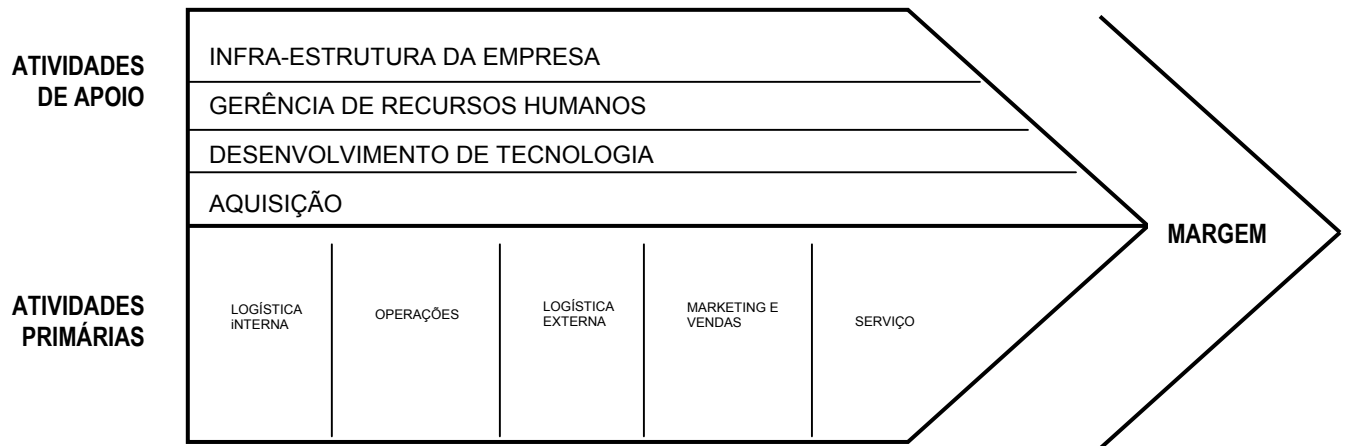 ATIVIDADES
DE APOIO
INFRA-ESTRUTURA DA EMPRESA
GERÊNCIA DE RECURSOS HUMANOS
DESENVOLVIMENTO DE TECNOLOGIA
AQUISIÇÃO
MARGEM
ATIVIDADES
PRIMÁRIAS
LOGÍSTICA
iNTERNA
OPERAÇÕES
LOGÍSTICA
EXTERNA
MARKETING E
VENDAS
SERVIÇO